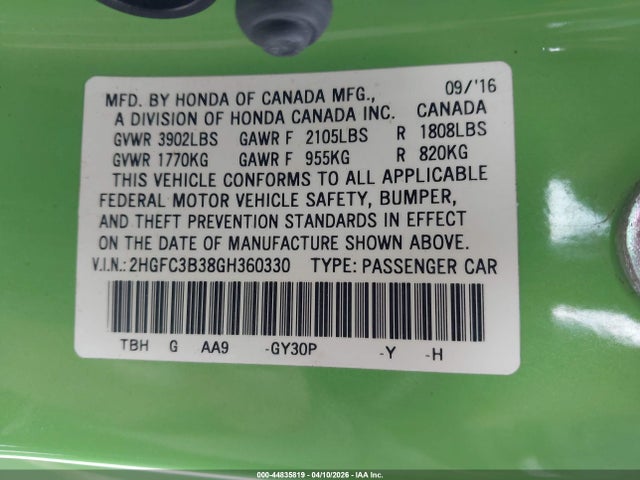 09/'16
MFD. BY HONDA OF CANADA MFG.,
A DIVISION OF HONDA CANADA INC. CANADA
GVWR 3902LBS GAWR F 2105LBS R 1808LBS
GVWR 1770KG GAWR F 955KG R 820KG
THIS VEHICLE CONFORMS TO ALL APPLICABLE
FEDERAL MOTOR VEHICLE SAFETY, BUMPER,
AND THEFT PREVENTION STANDARDS IN EFFECT
ON THE DATE OF MANUFACTURE SHOWN ABOVE.
V.I.N.: 2HGFC3B38GH360330 TYPE: PASSENGER CAR
TBH G AA9 -GY30P -Y -H
000-44835819 - 04/10/2026 - IAA Inc.